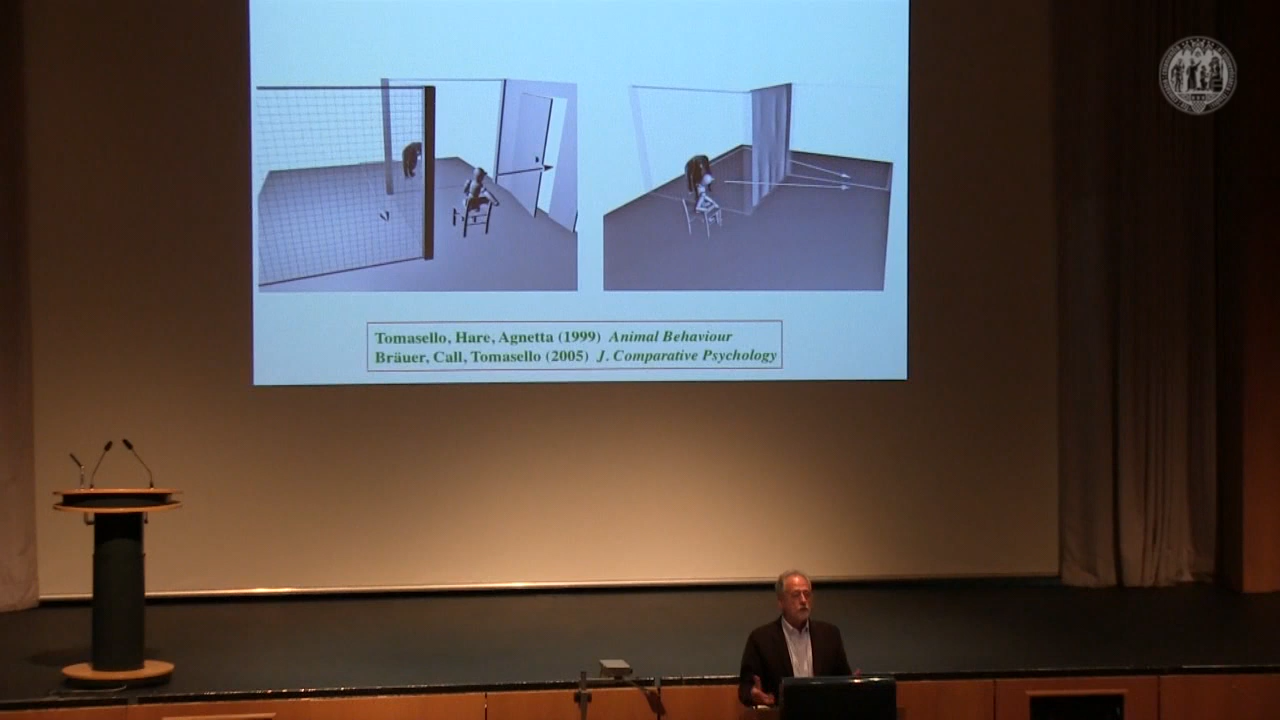 Tomasello, Hare, Agnetta (1999) Animal Behaviour
Bräuer, Call, Tomasello (2005) J. Comparative Psychology